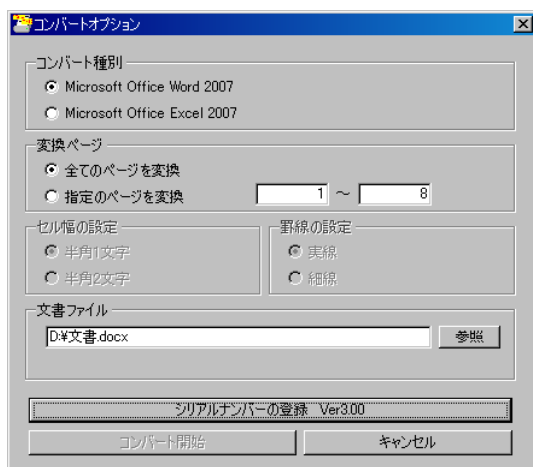 コンバートオプション
コンバート種別
Microsoft Office Word 2007
Microsoft Office Excel 2007
変換ページ
全てのページを変換
指定のページを変換 1 ～ 8
セル幅の設定 罫線の設定
半角1文字 実線
半角2文字 細線
文書ファイル
D:¥文書.docx 参照
シリアルナンバーの登録 Ver3.00
コンバート開始 キャンセル